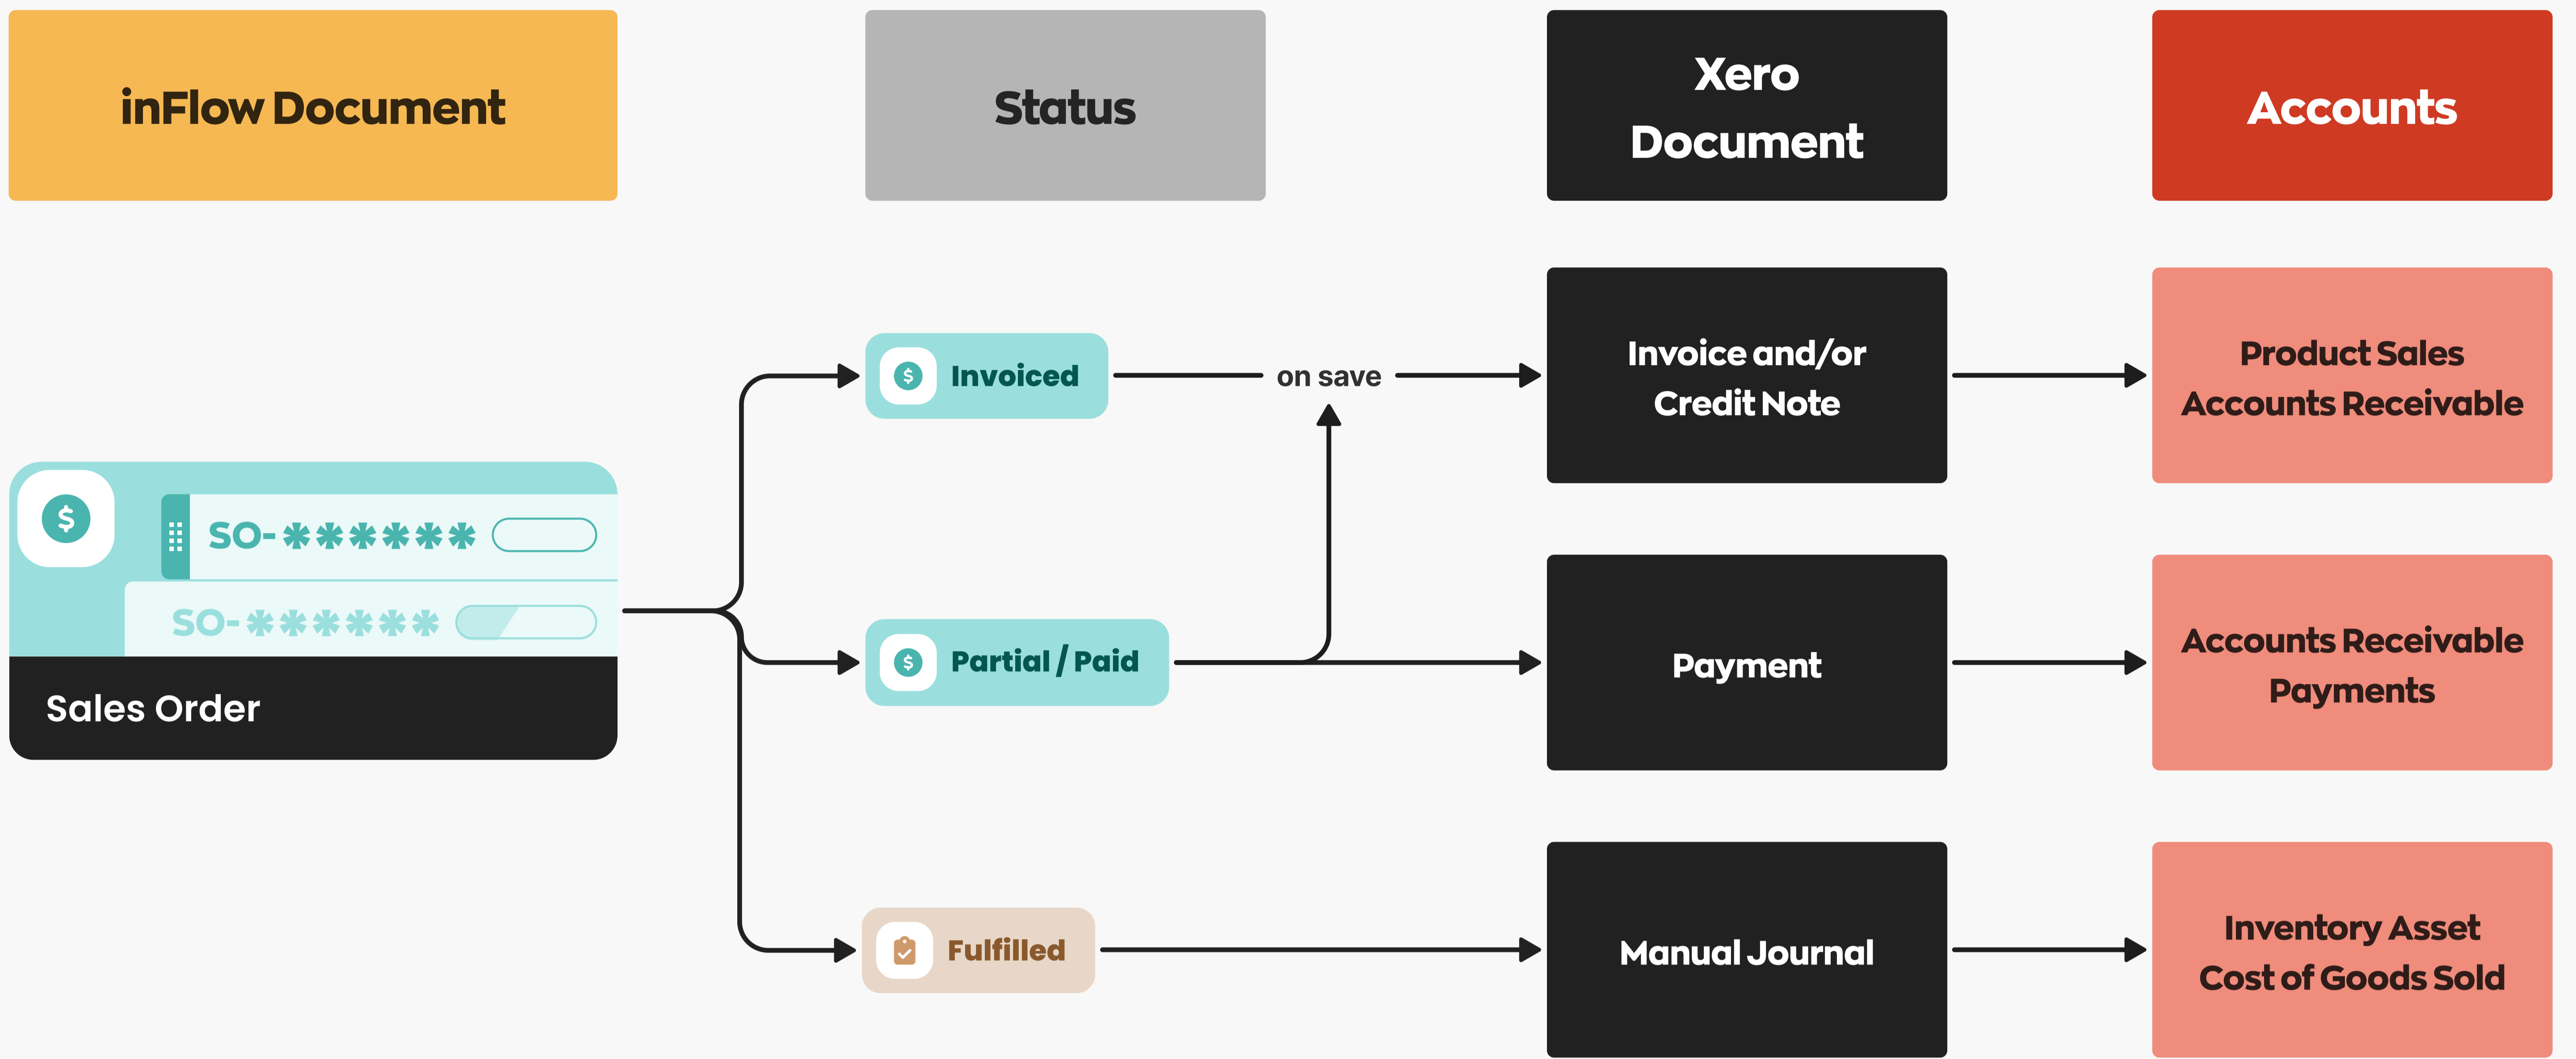 inFlow Document
Status
Xero
Document
Accounts
Invoiced
on save
Invoice and/or
Credit Note
Product Sales
Accounts Receivable
$
SO-******
SO-******
Sales Order
$ Partial / Paid
Payment
Accounts Receivable
Payments
Fulfilled
Manual Journal
Inventory Asset
Cost of Goods Sold